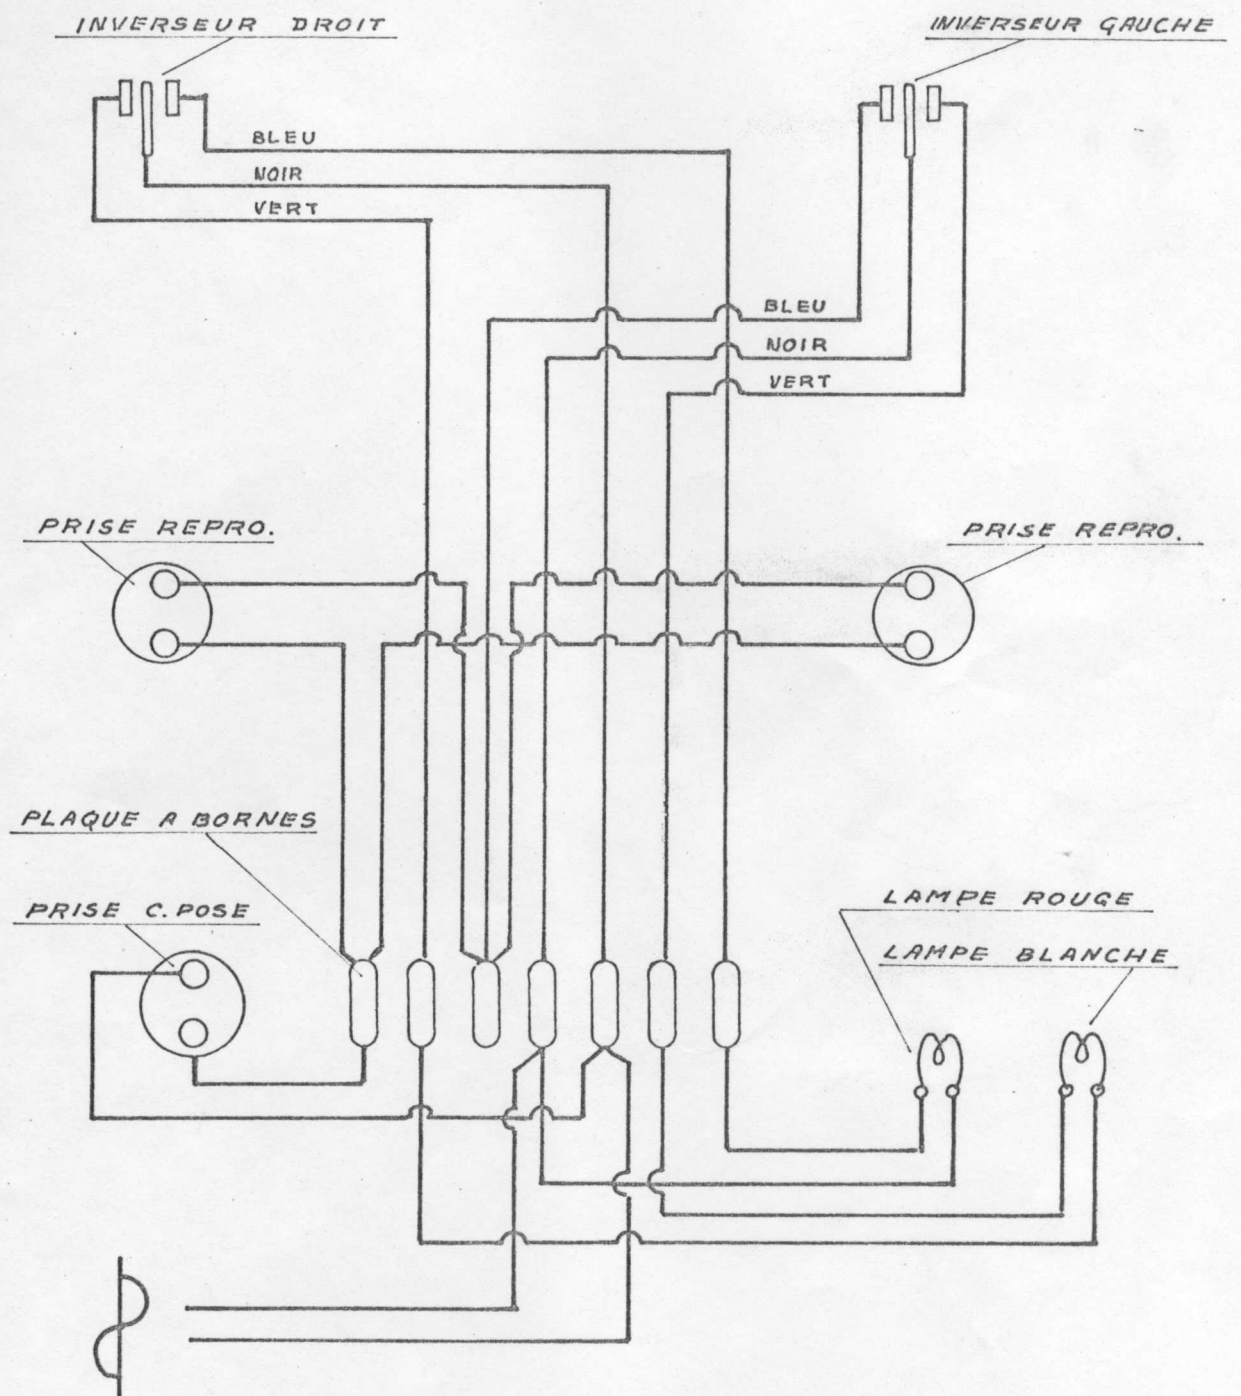 INVERSEUR DROIT
INVERSEUR GAUCHE
BLEU
NOIR
VERT
BLEU
NOIR
VERT
PRISE REPRO.
PRISE REPRO.
PLAQUE A BORNES
PRISE C. POSE
LAMPE ROUGE
LAMPE BLANCHE